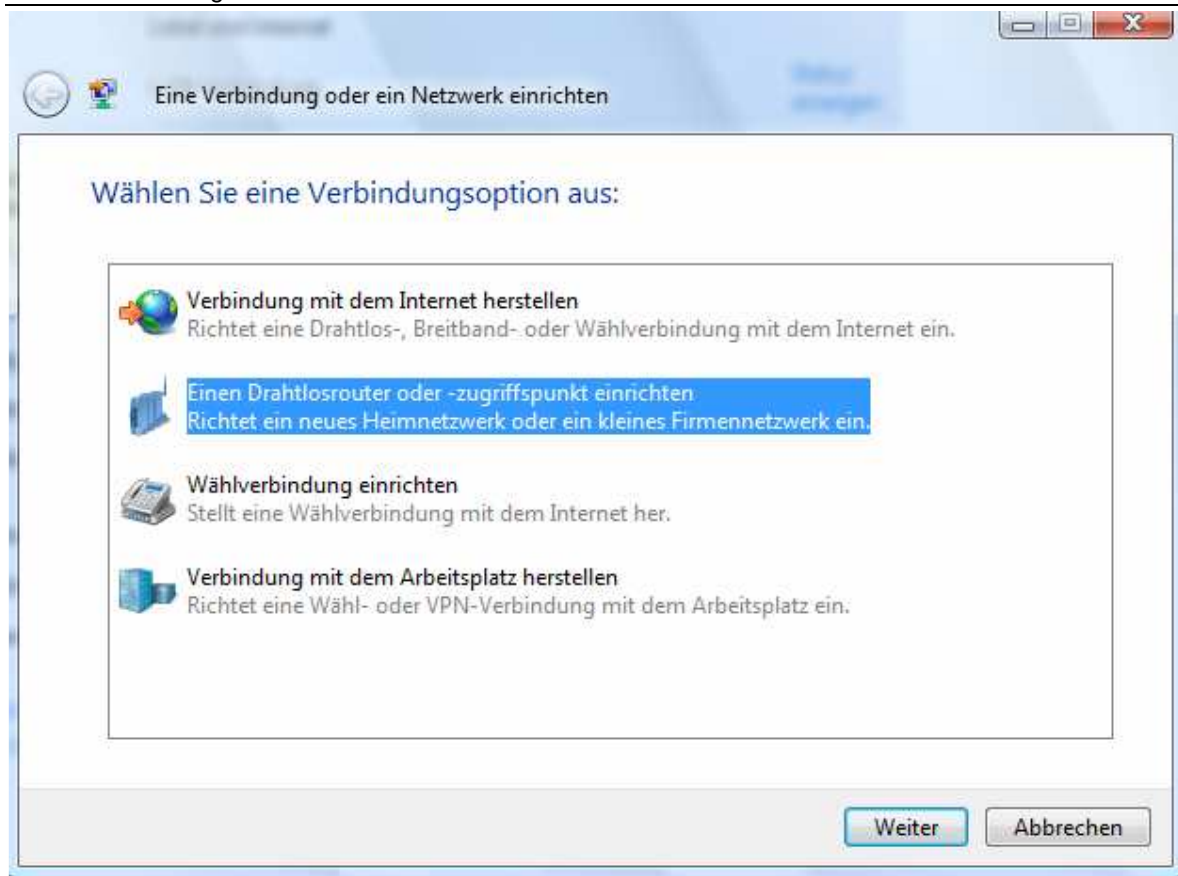 Eine Verbindung oder ein Netzwerk einrichten
Wählen Sie eine Verbindungsoption aus:
Verbindung mit dem Internet herstellen
Richtet eine Drahtlos-, Breitband- oder Wählverbindung mit dem Internet ein.
Einen Drahtlosrouter oder -zugriffspunkt einrichten
Richtet ein neues Heimnetzwerk oder ein kleines Firmennetzwerk ein.
Wählverbindung einrichten
Stellt eine Wählverbindung mit dem Internet her.
Verbindung mit dem Arbeitsplatz herstellen
Richtet eine Wähl- oder VPN-Verbindung mit dem Arbeitsplatz ein.
Weiter
Abbrechen